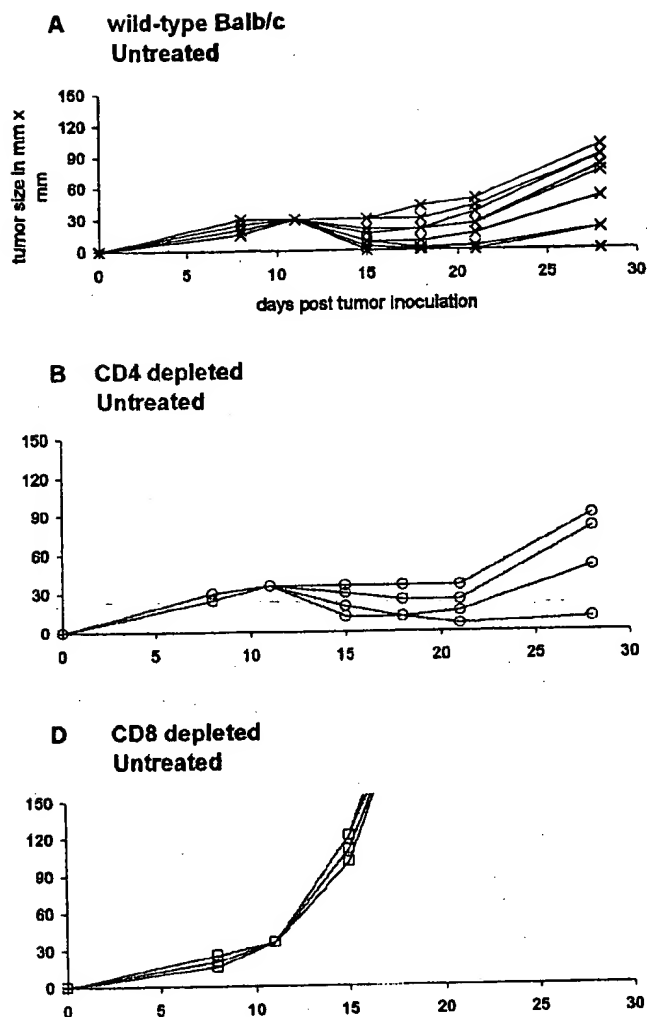 A wild-type Balb/c
Untreated
tumor size in mm x
mm
150
120
90
60
30
0
0 5 10 15 20 25 30
days post tumor inoculation
B CD4 depleted
Untreated
150
120
90
60
30
0
0 5 10 15 20 25 30
D CD8 depleted
Untreated
150
120
90
60
30
0
0 5 10 15 20 25 30